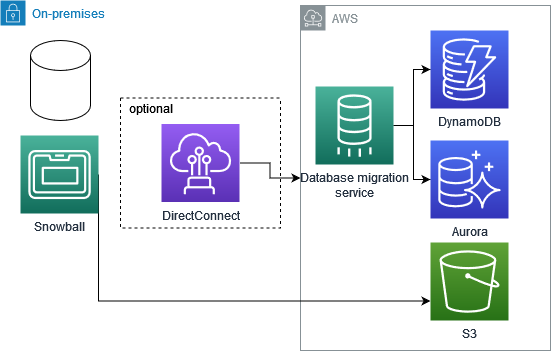 On-premises
AWS
optional
DynamoDB
DirectConnect
Database migration
service
Snowball
Aurora
S3